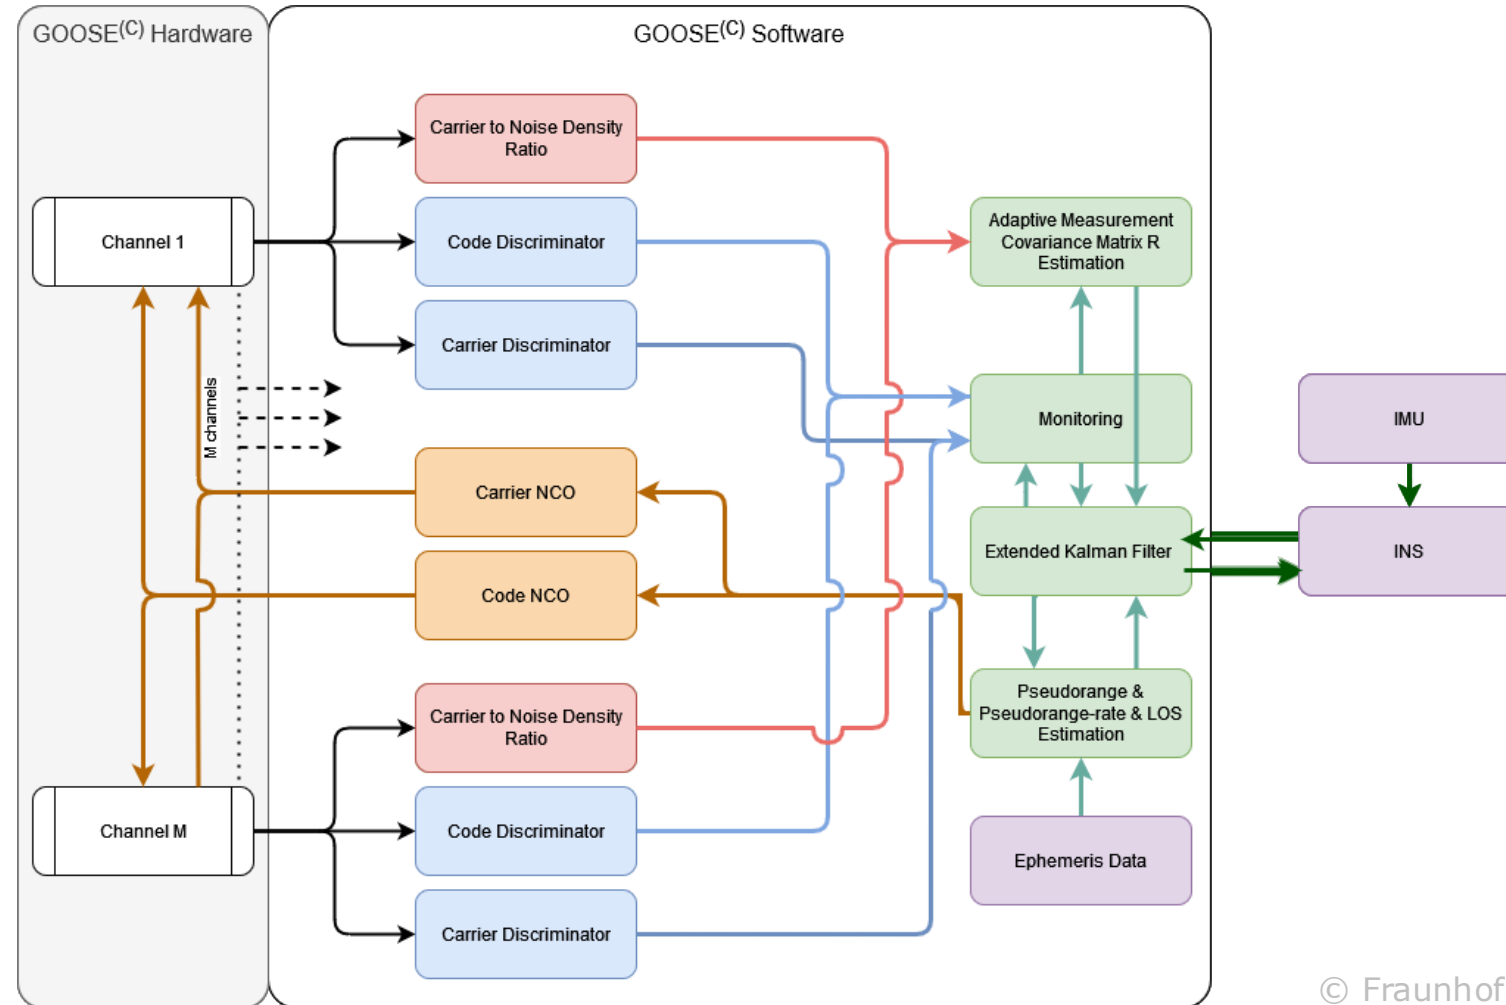 GOOSE(C) Hardware
GOOSE(C) Software
Carrier to Noise Density
Ratio
Channel 1
Code Discriminator
Adaptive Measurement
Covariance Matrix R
Estimation
Carrier Discriminator
M channels
Monitoring
IMU
Carrier NCO
Extended Kalman Filter
INS
Code NCO
Carrier to Noise Density
Ratio
Pseudorange &
Pseudorange-rate & LOS
Estimation
Channel M
Code Discriminator
Ephemeris Data
Carrier Discriminator
© Fraunhof